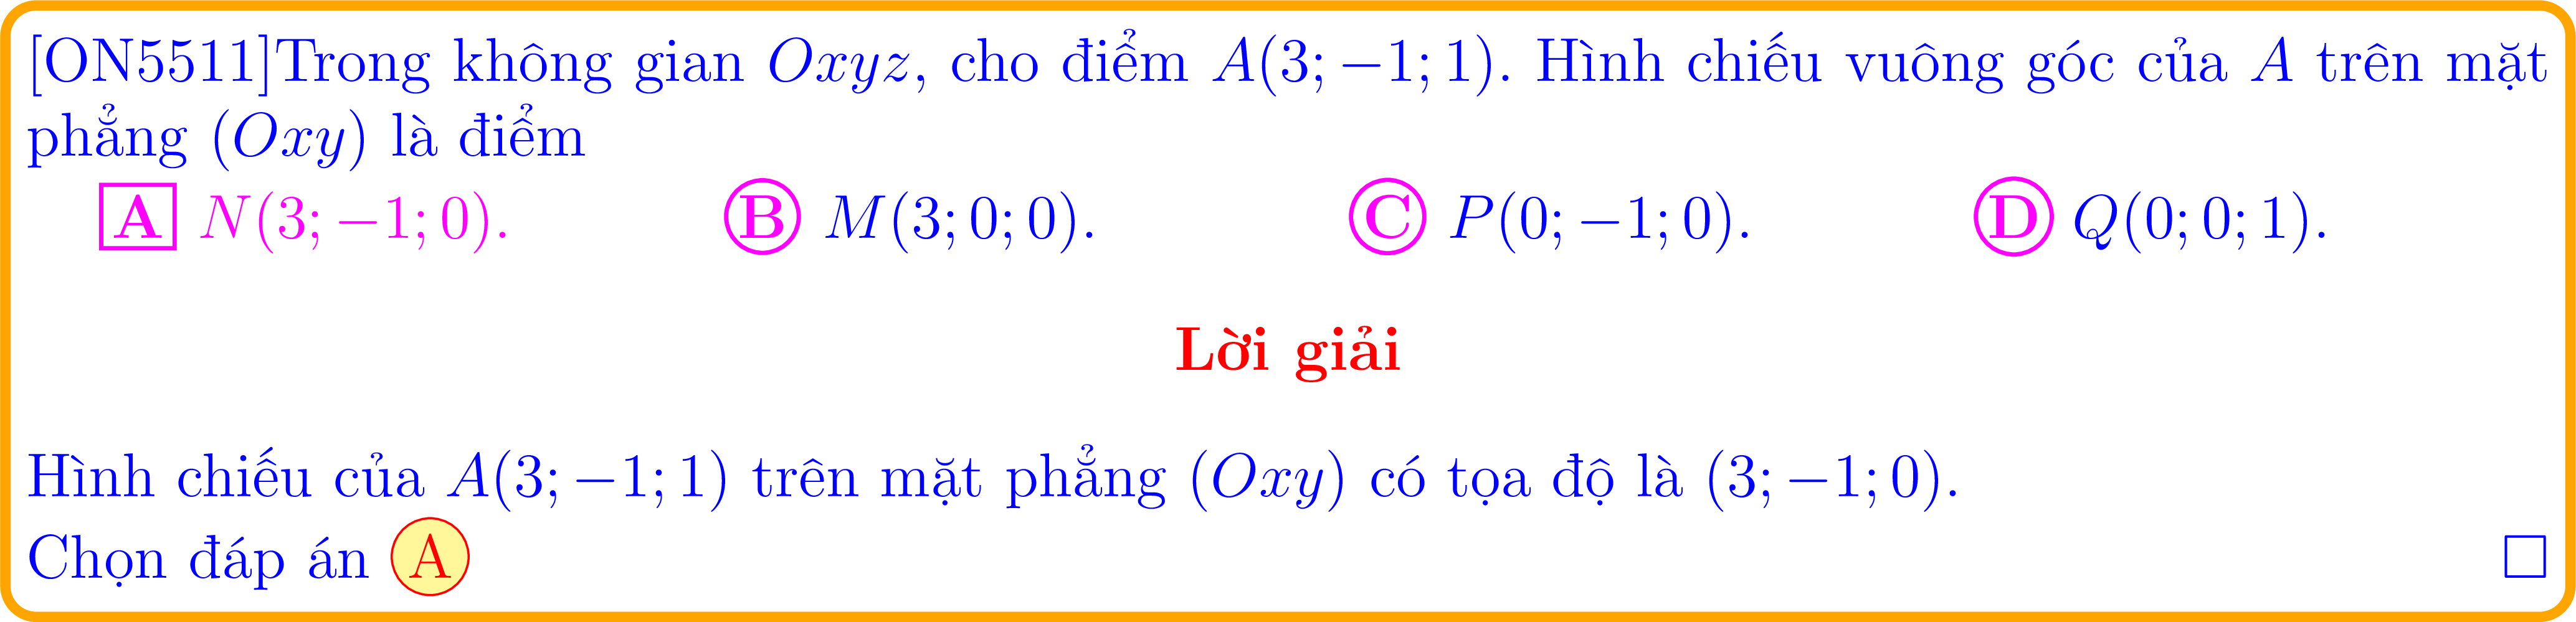 [ON5511]Trong không gian Oxyz, cho điểm A(3; −1; 1). Hình chiếu vuông góc của A trên mặt
phẳng (Oxy) là điểm
A N(3; −1; 0). B M(3; 0; 0). C P(0; −1; 0). D Q(0; 0; 1).
Lời giải
Hình chiếu của A(3; −1; 1) trên mặt phẳng (Oxy) có tọa độ là (3; −1; 0).
Chọn đáp án A □